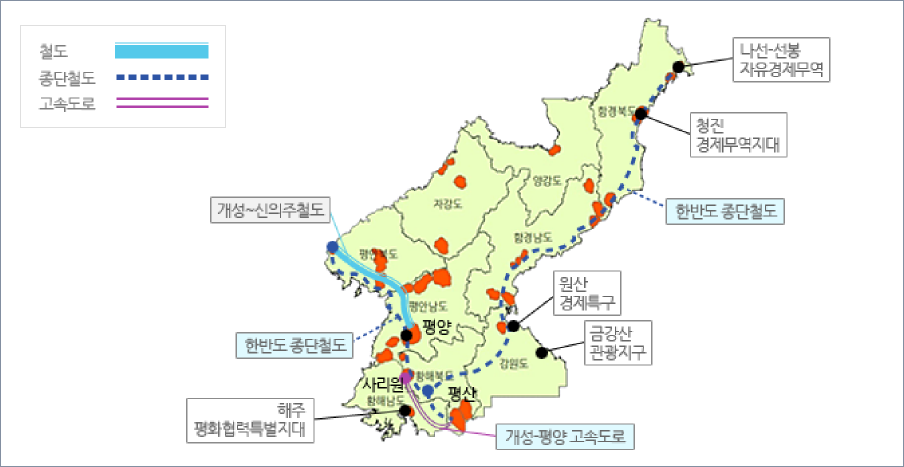 철도
종단철도
고속도로
나선-선봉
자유경제무역
함경북도
청진
경제무역지대
양강도
자강도
개성~신의주철도
한반도 종단철도
함경남도
평안북도
원산
경제특구
평안남도
평양
금강산
관광지구
한반도 종단철도
강원도
황해북도
사리원
평산
황해남도
해주
평화협력특별지대
개성-평양 고속도로